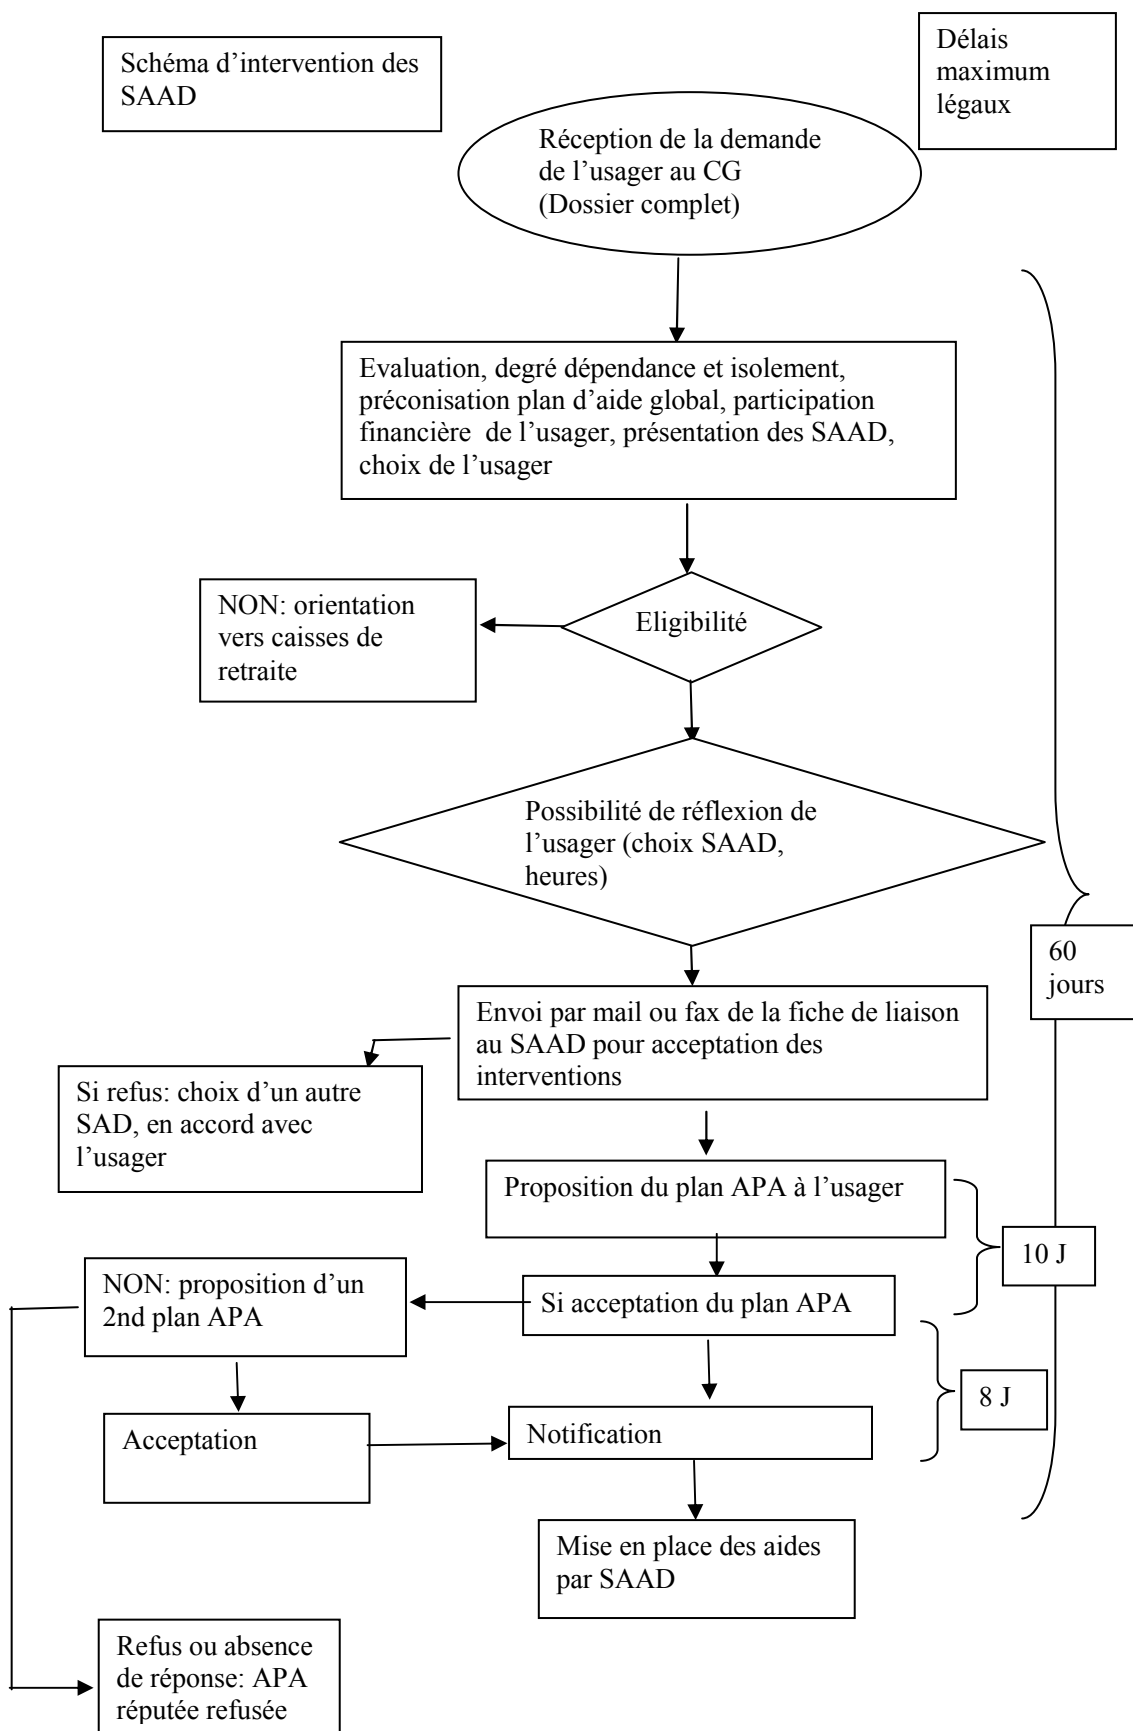 Schéma d’intervention des
SAAD
Délais
maximum
légaux
Réception de la demande
de l’usager au CG
(Dossier complet)
Evaluation, degré dépendance et isolement,
préconisation plan d’aide global, participation
financière de l’usager, présentation des SAAD,
choix de l’usager
NON: orientation
vers caisses de
retraite
Eligibilité
Possibilité de réflexion de
l’usager (choix SAAD,
heures)
60
jours
Envoi par mail ou fax de la fiche de liaison
au SAAD pour acceptation des
interventions
Si refus: choix d’un autre
SAD, en accord avec
l’usager
Proposition du plan APA à l’usager
10 J
NON: proposition d’un
2nd plan APA
Si acceptation du plan APA
8 J
Acceptation
Notification
Mise en place des aides
par SAAD
Refus ou absence
de réponse: APA
réputée refusée